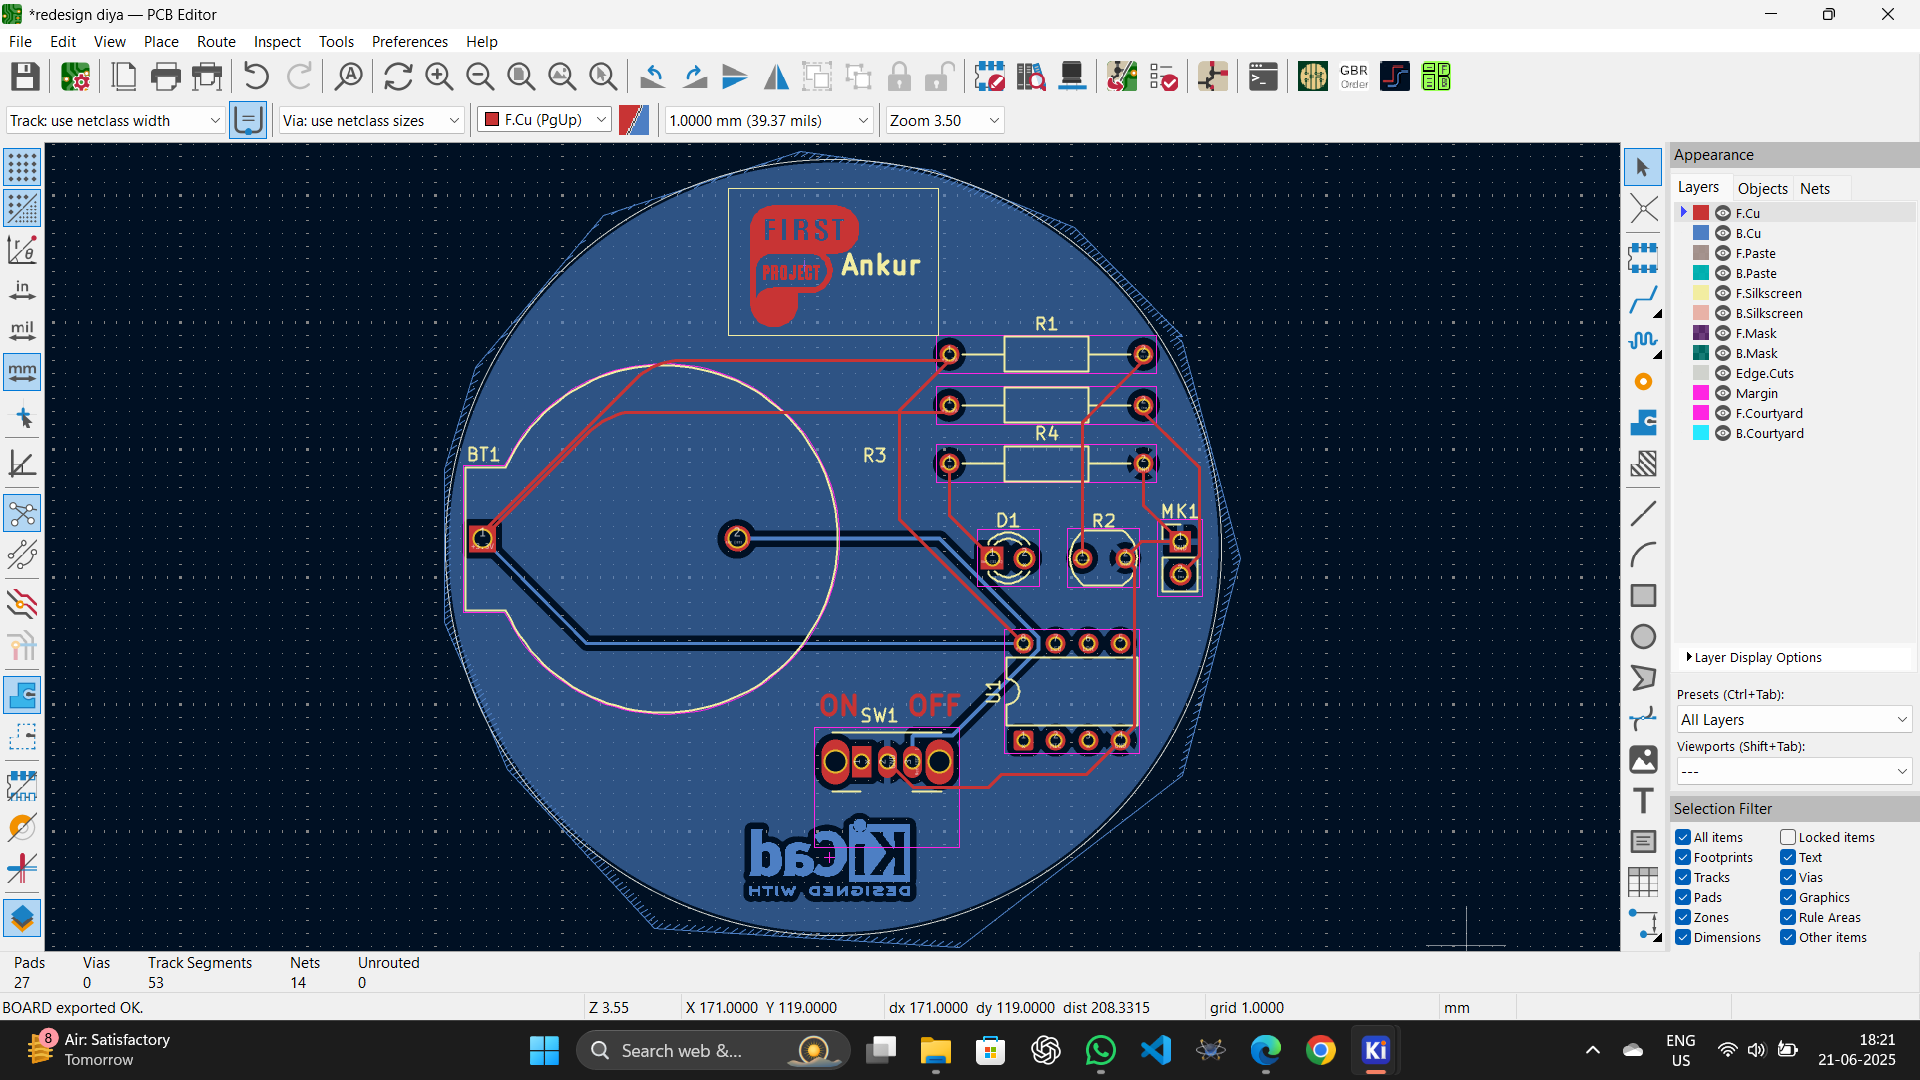 *redesign diya — PCB Editor
File Edit View Place Route Inspect Tools Preferences Help
GBR
Order
Track: use netclass width
Via: use netclass sizes
F.Cu (PgUp)
1.0000 mm (39.37 mils)
Zoom 3.50
in
mil
mm
FIRST
PROJECT
Ankur
R1
R4
R3
BT1
D1
R2
MK1
U1
ON
OFF
SW1
KiCad
DESIGNED WITH
Appearance
Layers Objects Nets
F.Cu
B.Cu
F.Paste
B.Paste
F.Silkscreen
B.Silkscreen
F.Mask
B.Mask
Edge.Cuts
Margin
F.Courtyard
B.Courtyard
Layer Display Options
Presets (Ctrl+Tab):
All Layers
Viewports (Shift+Tab):
---
Selection Filter
All items Locked items
Footprints Text
Tracks Vias
Pads Graphics
Zones Rule Areas
Dimensions Other items
Pads Vias Track Segments Nets Unrouted
27 0 53 14 0
BOARD exported OK.
Z 3.55
X 171.0000 Y 119.0000
dx 171.0000 dy 119.0000 dist 208.3315
grid 1.0000
mm
8
Air: Satisfactory
Tomorrow
Search web &...
Ki
ENG
US
18:21
21-06-2025